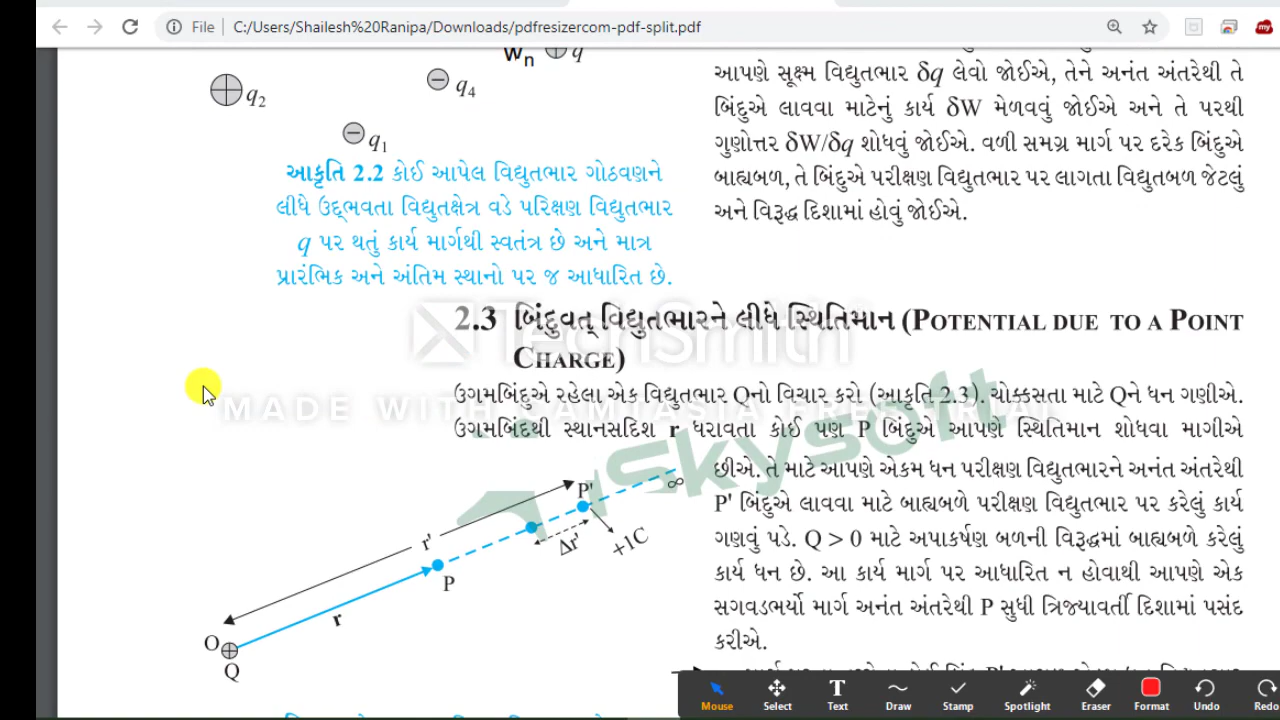 File C:/Users/Shailesh%20Ranipa/Downloads/pdfresizercom-pdf-split.pdf
my
wn q
q2
q4
q1
આકૃતિ 2.2 કોઈ આપેલ વિદ્યુતભાર ગોઠવણને
લીધે ઉદ્ભવતા વિદ્યુતક્ષેત્ર વડે પરિક્ષણ વિદ્યુતભાર
q પર થતું કાર્ય માર્ગથી સ્વતંત્ર છે અને માત્ર
પ્રારંભિક અને અંતિમ સ્થાનો પર જ આધારિત છે.
આપણે સૂક્ષ્મ વિદ્યુતભાર δq લેવો જોઈએ, તેને અનંત અંતરેથી તે
બિંદુએ લાવવા માટેનું કાર્ય δW મેળવવું જોઈએ અને તે પરથી
ગુણોત્તર δW/δq શોધવું જોઈએ. વળી સમગ્ર માર્ગ પર દરેક બિંદુએ
બાહ્યબળ, તે બિંદુએ પરીક્ષણ વિદ્યુતભાર પર લાગતા વિદ્યુતબળ જેટલું
અને વિરૂદ્ધ દિશામાં હોવું જોઈએ.
2.3 બિંદુવત્ વિદ્યુતભારને લીધે સ્થિતિમાન (POTENTIAL DUE TO A POINT
CHARGE)
TechSmith
MADE WITH CAMTASIA FREE TRIAL
iskysoft
ઉગમબિંદુએ રહેલા એક વિદ્યુતભાર Qનો વિચાર કરો (આકૃતિ 2.3). ચોક્કસતા માટે Qને ધન ગણીએ.
ઉગમબિંદથી સ્થાનસદિશ r ધરાવતા કોઈ પણ P બિંદુએ આપણે સ્થિતિમાન શોધવા માગીએ
છીએ. તે માટે આપણે એકમ ધન પરીક્ષણ વિદ્યુતભારને અનંત અંતરેથી
P' બિંદુએ લાવવા માટે બાહ્યબળે પરીક્ષણ વિદ્યુતભાર પર કરેલું કાર્ય
ગણવું પડે. Q > 0 માટે અપાકર્ષણ બળની વિરૂદ્ધમાં બાહ્યબળે કરેલું
કાર્ય ધન છે. આ કાર્ય માર્ગ પર આધારિત ન હોવાથી આપણે એક
સગવડભર્યો માર્ગ અનંત અંતરેથી P સુધી ત્રિજ્યાવર્તી દિશામાં પસંદ
કરીએ.
∞
P'
r'
Δr'
+1C
P
r
O
Q
Mouse Select Text Draw Stamp Spotlight Eraser Format Undo Redo